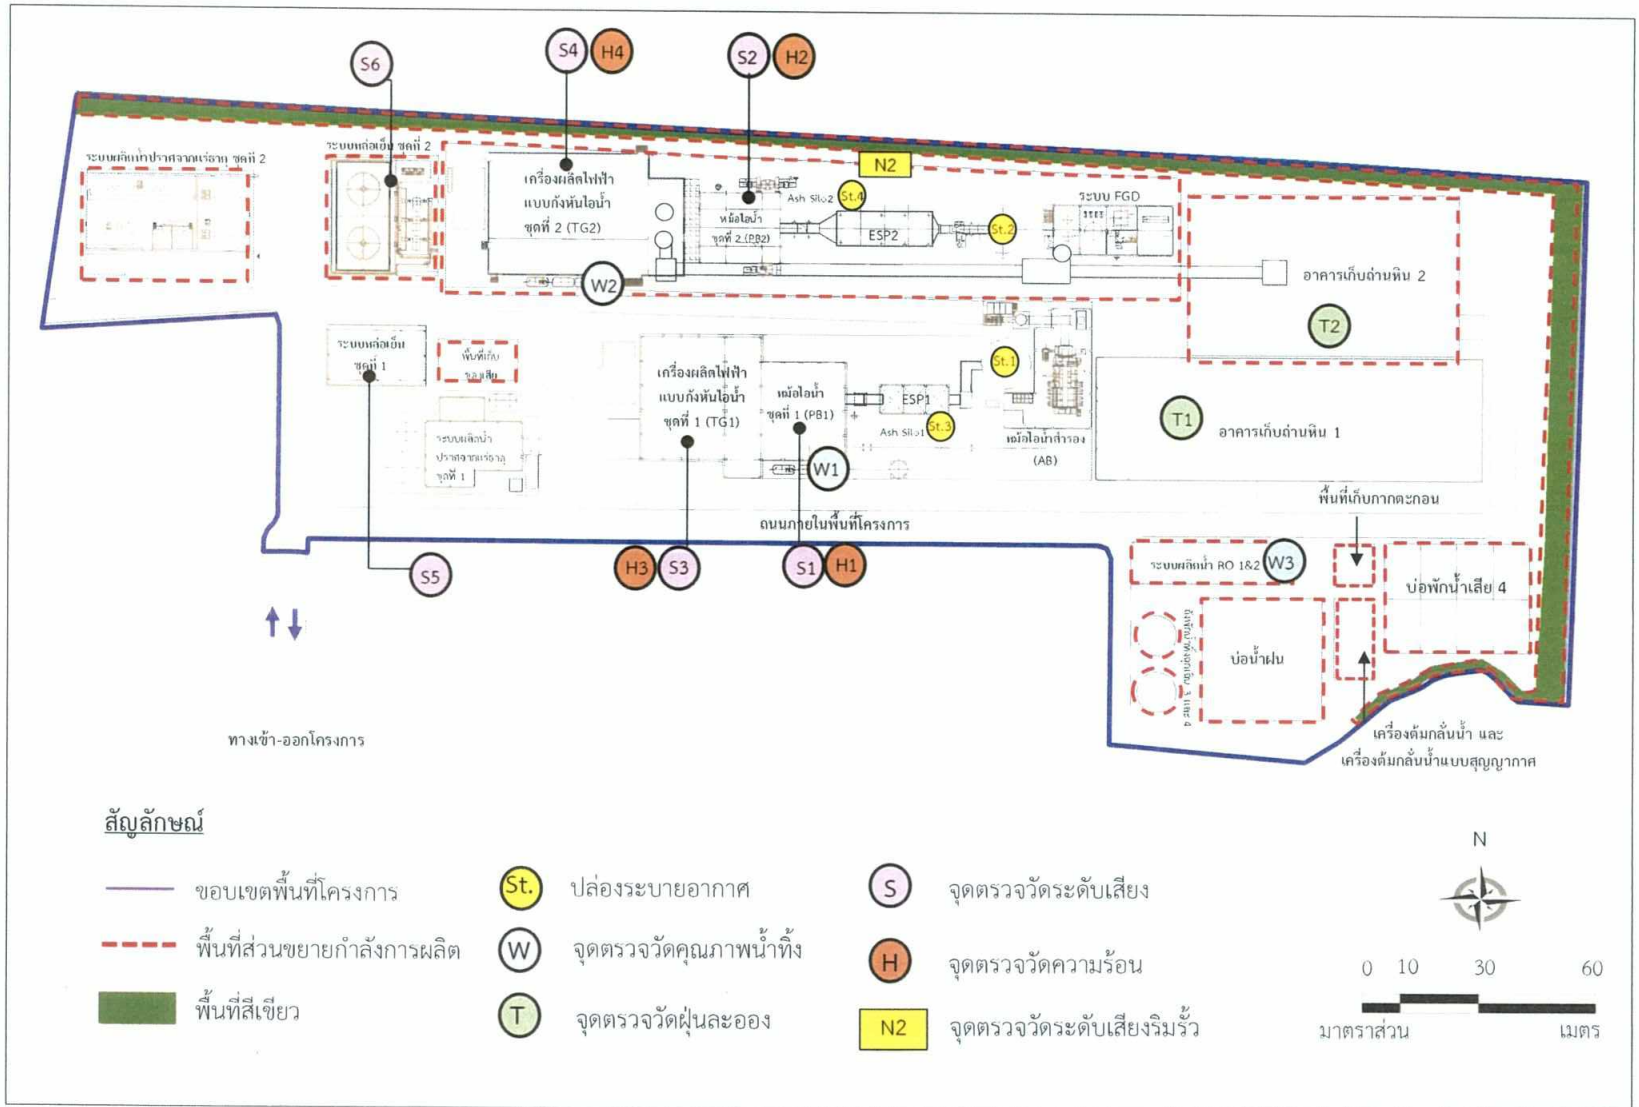 S6
S4 H4
S2 H2
ระบบผลิตน้ำปราศจากแร่ธาตุ ชุดที่ 2
ระบบหล่อเย็น ชุดที่ 2
เครื่องผลิตไฟฟ้า
แบบกังหันไอน้ำ
ชุดที่ 2 (TG2)
หม้อไอน้ำ
ชุดที่ 2 (PB2)
Ash Silo2
St.4
N2
ESP2
St.2
ระบบ FGD
W2
อาคารเก็บถ่านหิน 2
T2
ระบบหล่อเย็น
ชุดที่ 1
พื้นที่เก็บ
ของเสีย
เครื่องผลิตไฟฟ้า
แบบกังหันไอน้ำ
ชุดที่ 1 (TG1)
หม้อไอน้ำ
ชุดที่ 1 (PB1)
ESP1
St.1
Ash Silo1
St.3
หม้อไอน้ำสำรอง
(AB)
T1
อาคารเก็บถ่านหิน 1
ระบบผลิตน้ำ
ปราศจากแร่ธาตุ
ชุดที่ 1
W1
พื้นที่เก็บกากตะกอน
ถนนภายในพื้นที่โครงการ
S5
H3 S3
S1 H1
ระบบผลิตน้ำ RO 1&2
W3
บ่อพักน้ำเสีย 4
บ่อน้ำฝน
เครื่องต้มกลั่นน้ำ และ
เครื่องต้มกลั่นน้ำแบบสุญญากาศ
ทางเข้า-ออกโครงการ
สัญลักษณ์
ขอบเขตพื้นที่โครงการ
พื้นที่ส่วนขยายกำลังการผลิต
พื้นที่สีเขียว
St. ปล่องระบายอากาศ
W จุดตรวจวัดคุณภาพน้ำทิ้ง
T จุดตรวจวัดฝุ่นละออง
S จุดตรวจวัดระดับเสียง
H จุดตรวจวัดความร้อน
N2 จุดตรวจวัดระดับเสียงริมรั้ว
N
0 10 30 60
มาตราส่วน เมตร